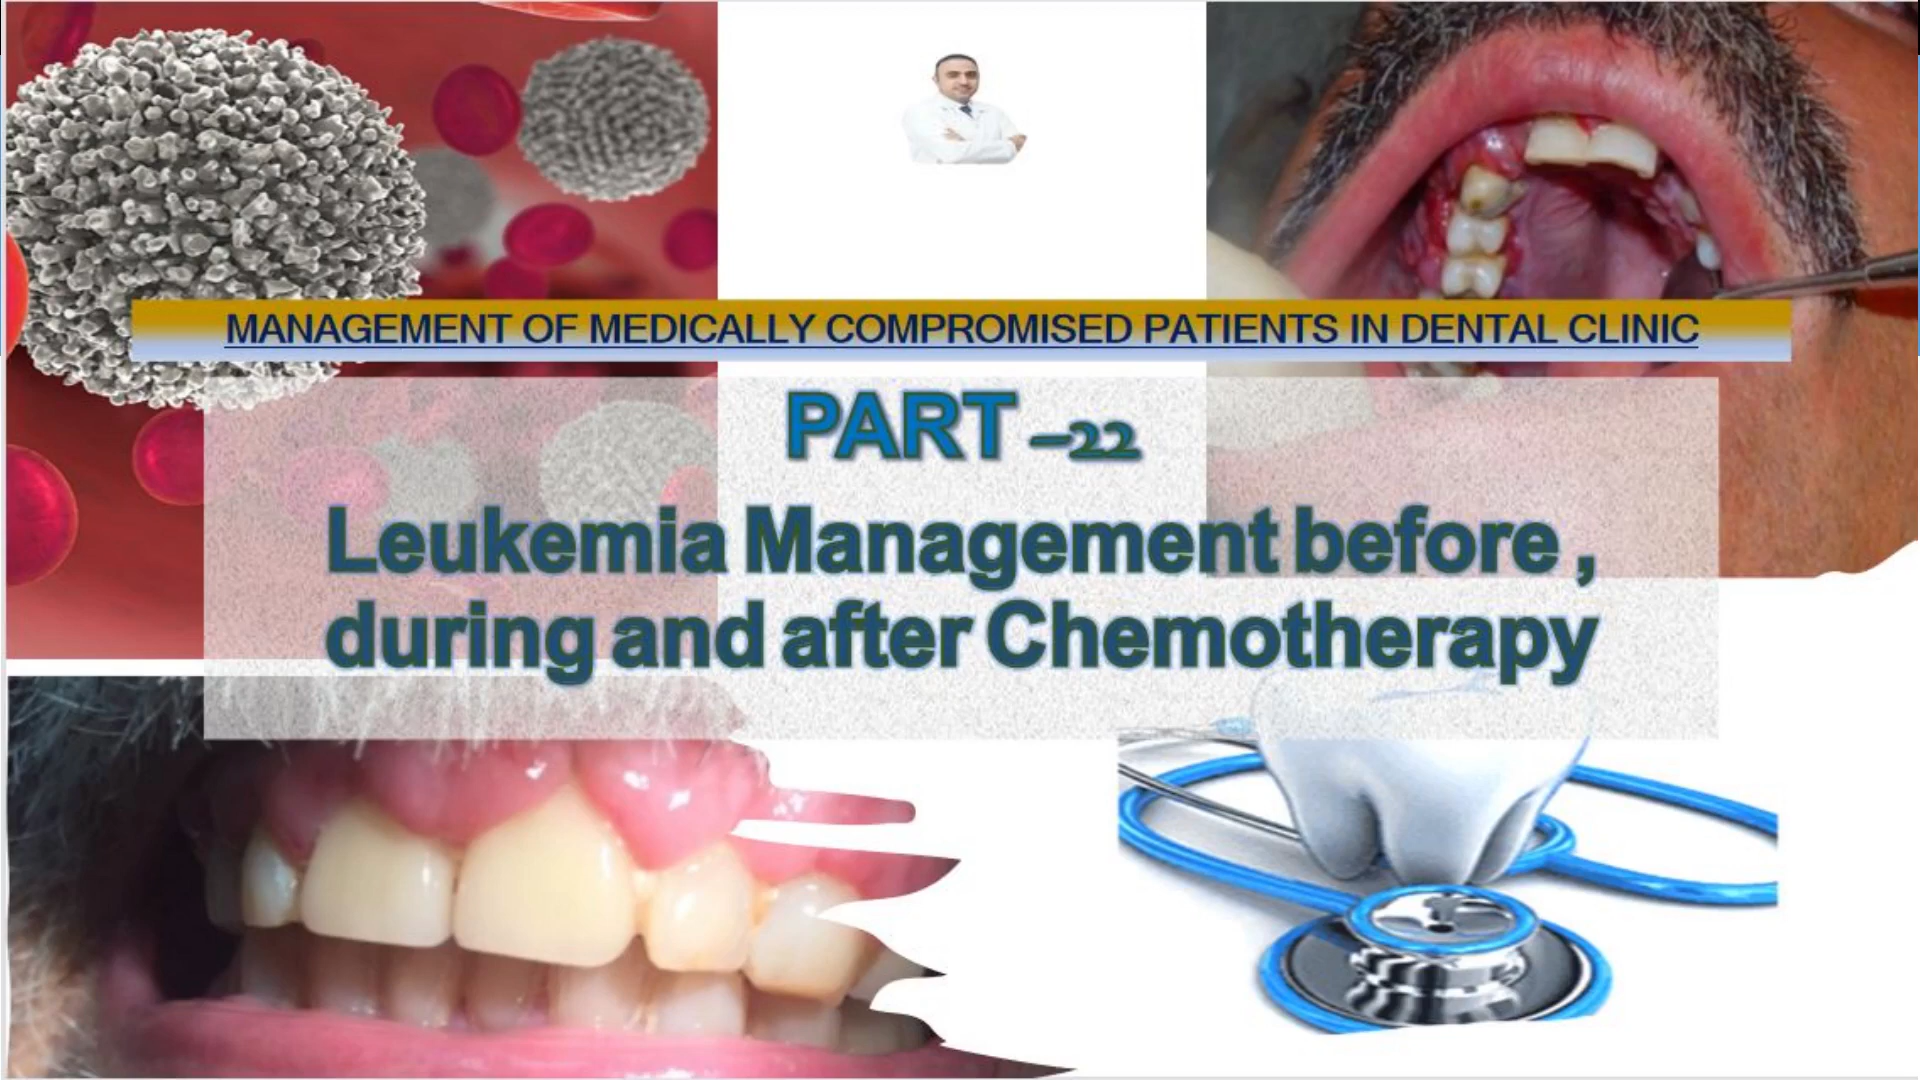 MANAGEMENT OF MEDICALLY COMPROMISED PATIENTS IN DENTAL CLINIC
PART –22
Leukemia Management before ,
during and after Chemotherapy